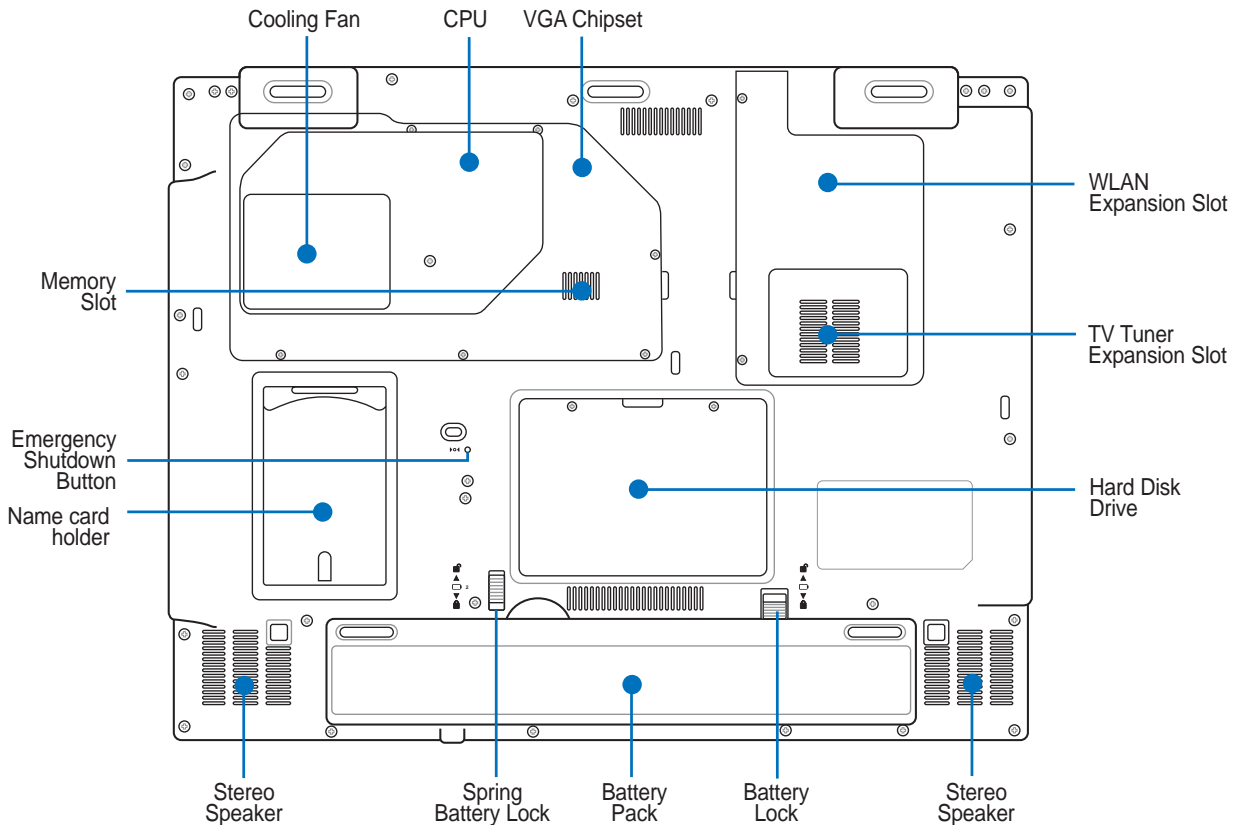 Cooling Fan
CPU
VGA Chipset
WLAN
Expansion Slot
Memory
Slot
TV Tuner
Expansion Slot
Emergency
Shutdown
Button
Hard Disk
Drive
Name card
holder
2
Stereo
Speaker
Spring
Battery Lock
Battery
Pack
Battery
Lock
Stereo
Speaker